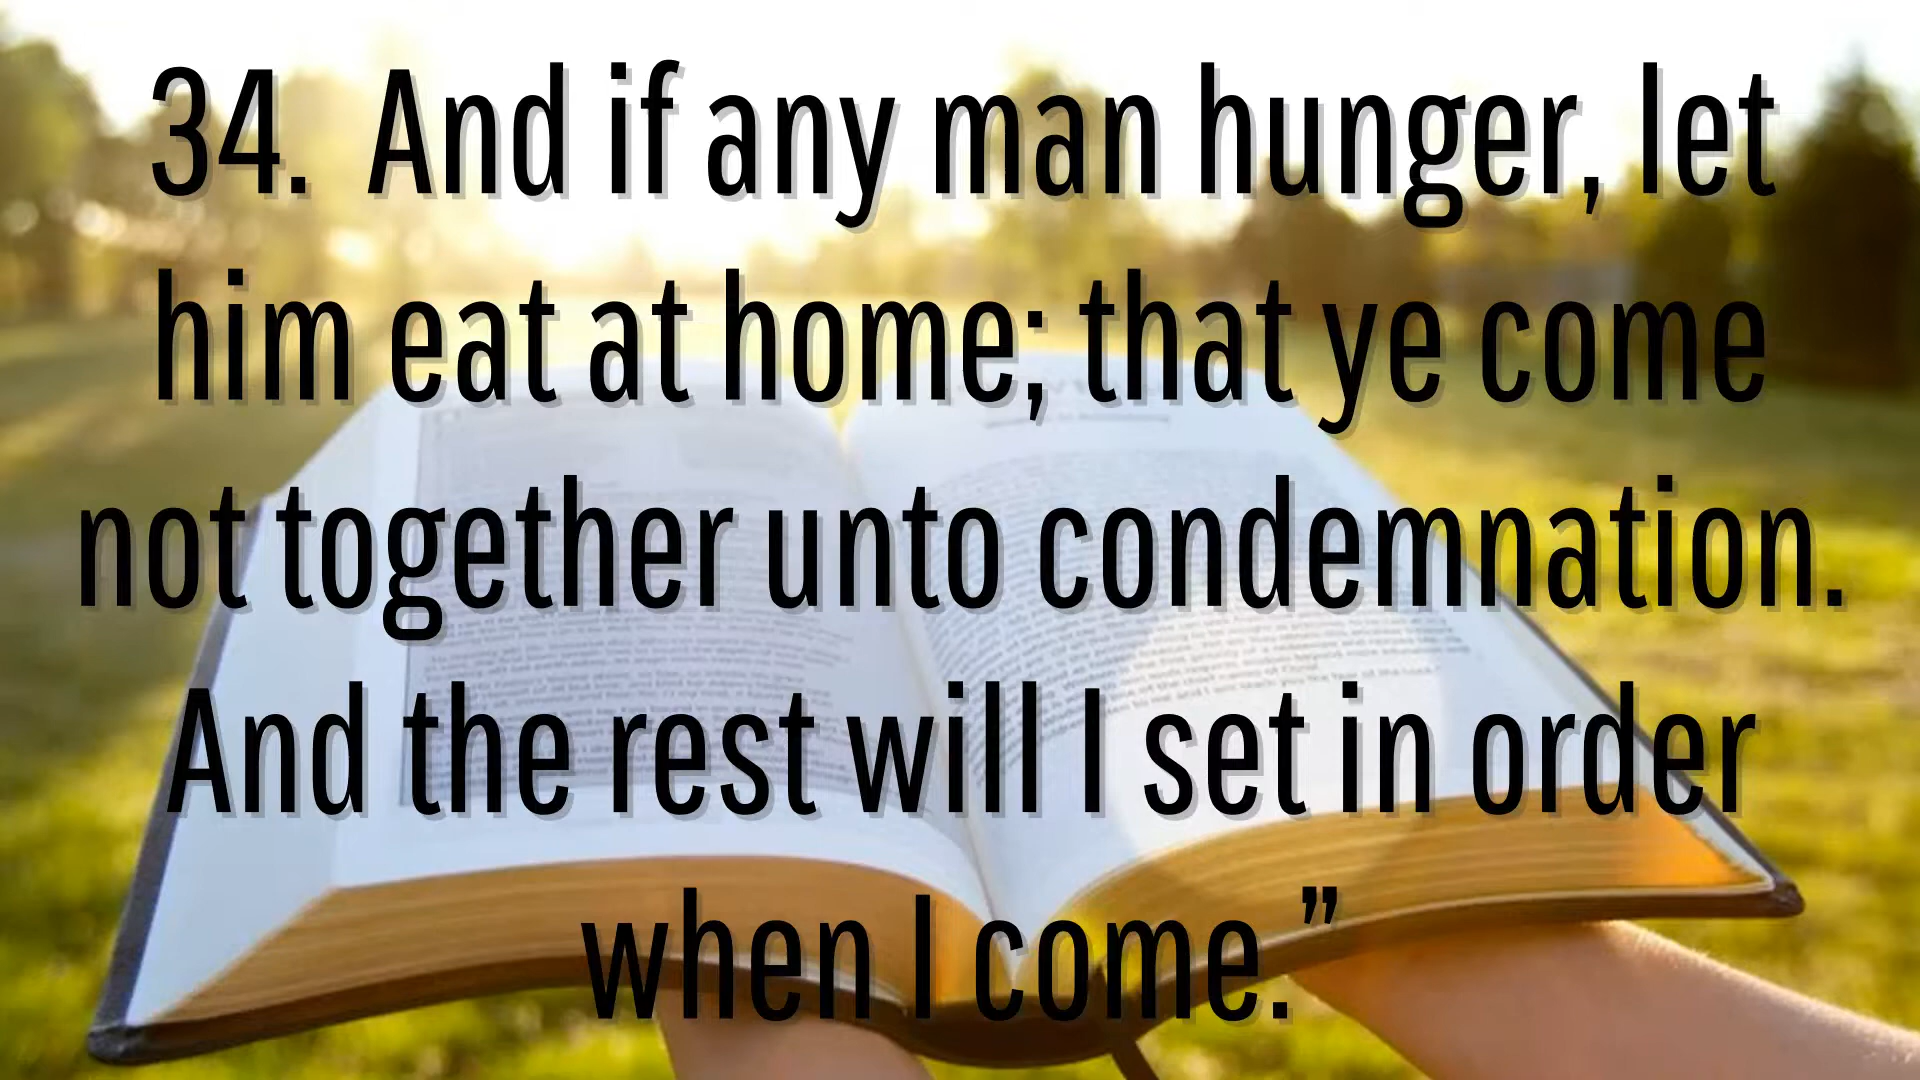 34.  And if any man hunger, let
him eat at home; that ye come
not together unto condemnation.
And the rest will I set in order
when I come.”